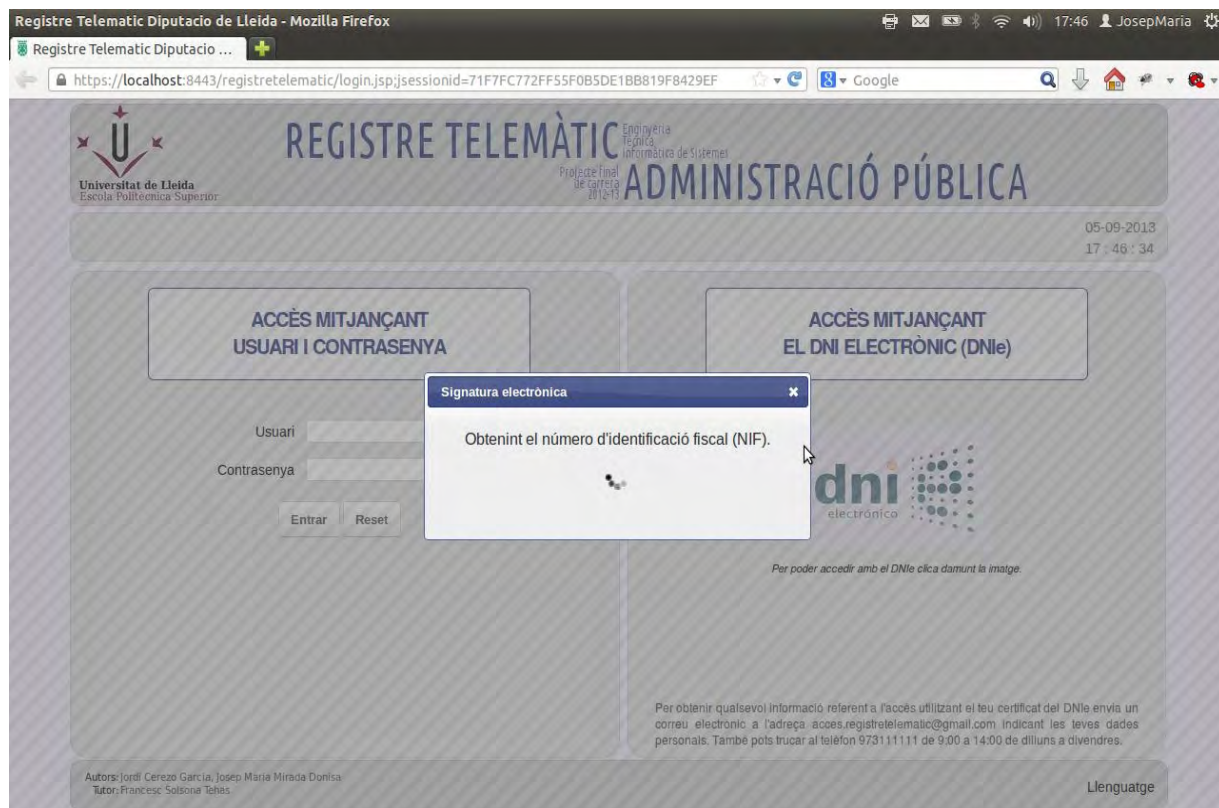 Registre Telematic Diputacio de Lleida - Mozilla Firefox
17:46 JosepMaria
Registre Telematic Diputacio ...
https://localhost:8443/registretelematic/login.jsp;jsessionid=71F7FC772FF55F0B5DE1BB819F8429EF
Google
Universitat de Lleida
Escola Politècnica Superior
REGISTRE TELEMÀTIC
Enginyeria
Tècnica
Informàtica de Sistemes
Projecte final
de carrera
2012-13
ADMINISTRACIÓ PÚBLICA
05-09-2013
17 : 46 : 34
ACCÈS MITJANÇANT
USUARI I CONTRASENYA
ACCÈS MITJANÇANT
EL DNI ELECTRÒNIC (DNIe)
Signatura electrònica
Obtenint el número d'identificació fiscal (NIF).
Usuari
Contrasenya
Entrar Reset
dni
electrónico
Per poder accedir amb el DNIe clica damunt la imatge.
Per obtenir qualsevol informació referent a l'accés utilitzant el teu certificat del DNIe envia un
correu electronic a l'adreça acces.registretelematic@gmail.com indicant les teves dades
personals. També pots trucar al telèfon 973111111 de 9:00 a 14:00 de dilluns a divendres.
Autors: Jordi Cerezo Garcia, Josep Maria Mirada Donisa
Tutor: Francesc Solsona Tehas
Llenguatge